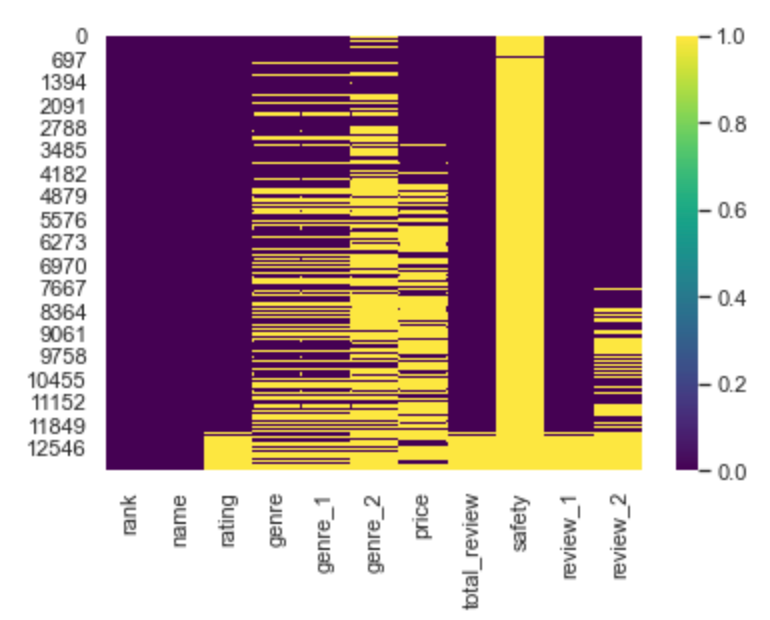 0
697
1394
2091
2788
3485
4182
4879
5576
6273
6970
7667
8364
9061
9758
10455
11152
11849
12546
rank
name
rating
genre
genre_1
genre_2
price
total_review
safety
review_1
review_2
1.0
0.8
0.6
0.4
0.2
0.0